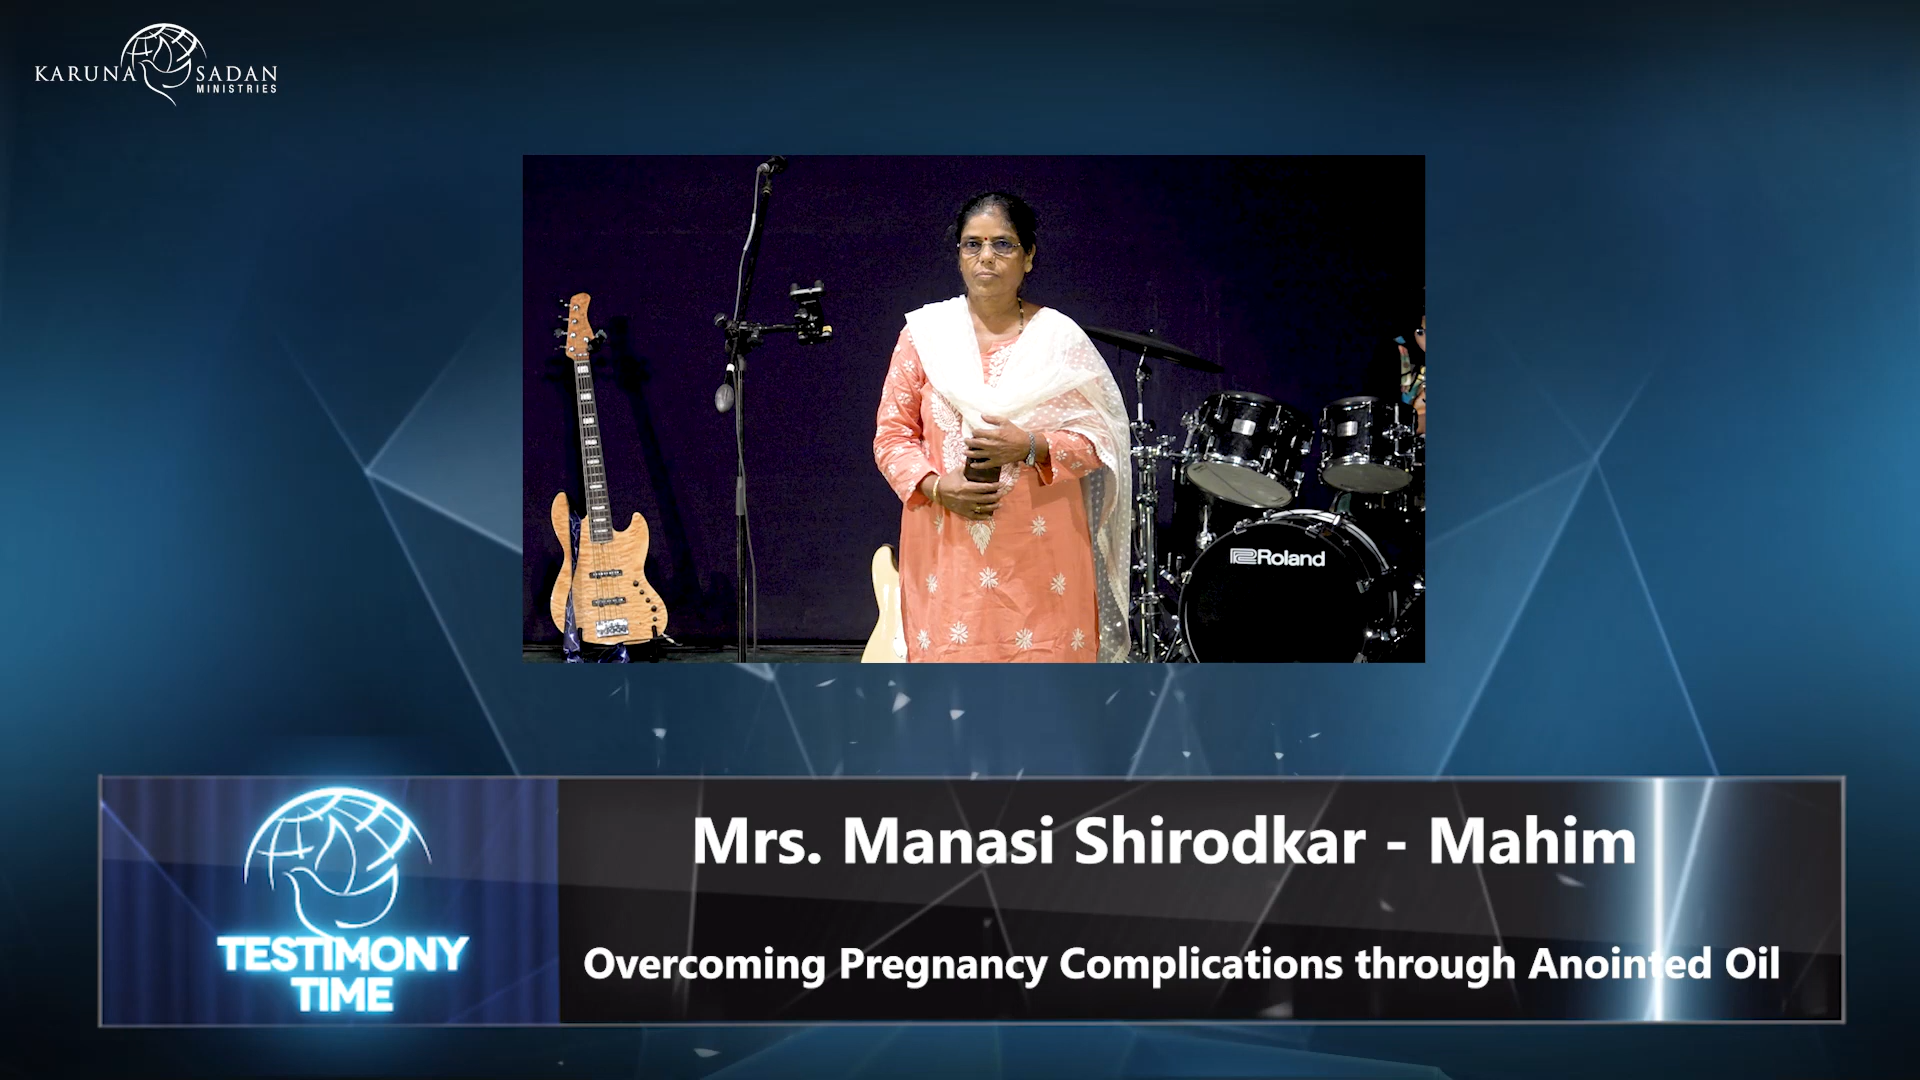 KARUNA SADAN
MINISTRIES
Roland
TESTIMONY
TIME
Mrs. Manasi Shirodkar - Mahim
Overcoming Pregnancy Complications through Anointed Oil